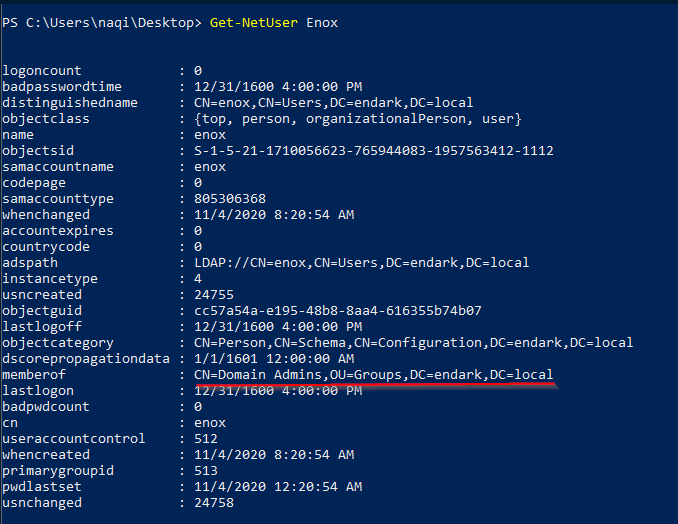 PS C:\Users\naqi\Desktop> Get-NetUser Enox
logoncount : 0
badpasswordtime : 12/31/1600 4:00:00 PM
distinguishedname : CN=enox,CN=Users,DC=endark,DC=local
objectclass : {top, person, organizationalPerson, user}
name : enox
objectsid : S-1-5-21-1710056623-765944083-1957563412-1112
samaccountname : enox
codepage : 0
samaccounttype : 805306368
whenchanged : 11/4/2020 8:20:54 AM
accountexpires : 0
countrycode : 0
adspath : LDAP://CN=enox,CN=Users,DC=endark,DC=local
instancetype : 4
usncreated : 24755
objectguid : cc57a54a-e195-48b8-8aa4-616355b74b07
lastlogoff : 12/31/1600 4:00:00 PM
objectcategory : CN=Person,CN=Schema,CN=Configuration,DC=endark,DC=local
dscorepropagationdata : 1/1/1601 12:00:00 AM
memberof : CN=Domain Admins,OU=Groups,DC=endark,DC=local
lastlogon : 12/31/1600 4:00:00 PM
badpwdcount : 0
cn : enox
useraccountcontrol : 512
whencreated : 11/4/2020 8:20:54 AM
primarygroupid : 513
pwdlastset : 11/4/2020 12:20:54 AM
usnchanged : 24758